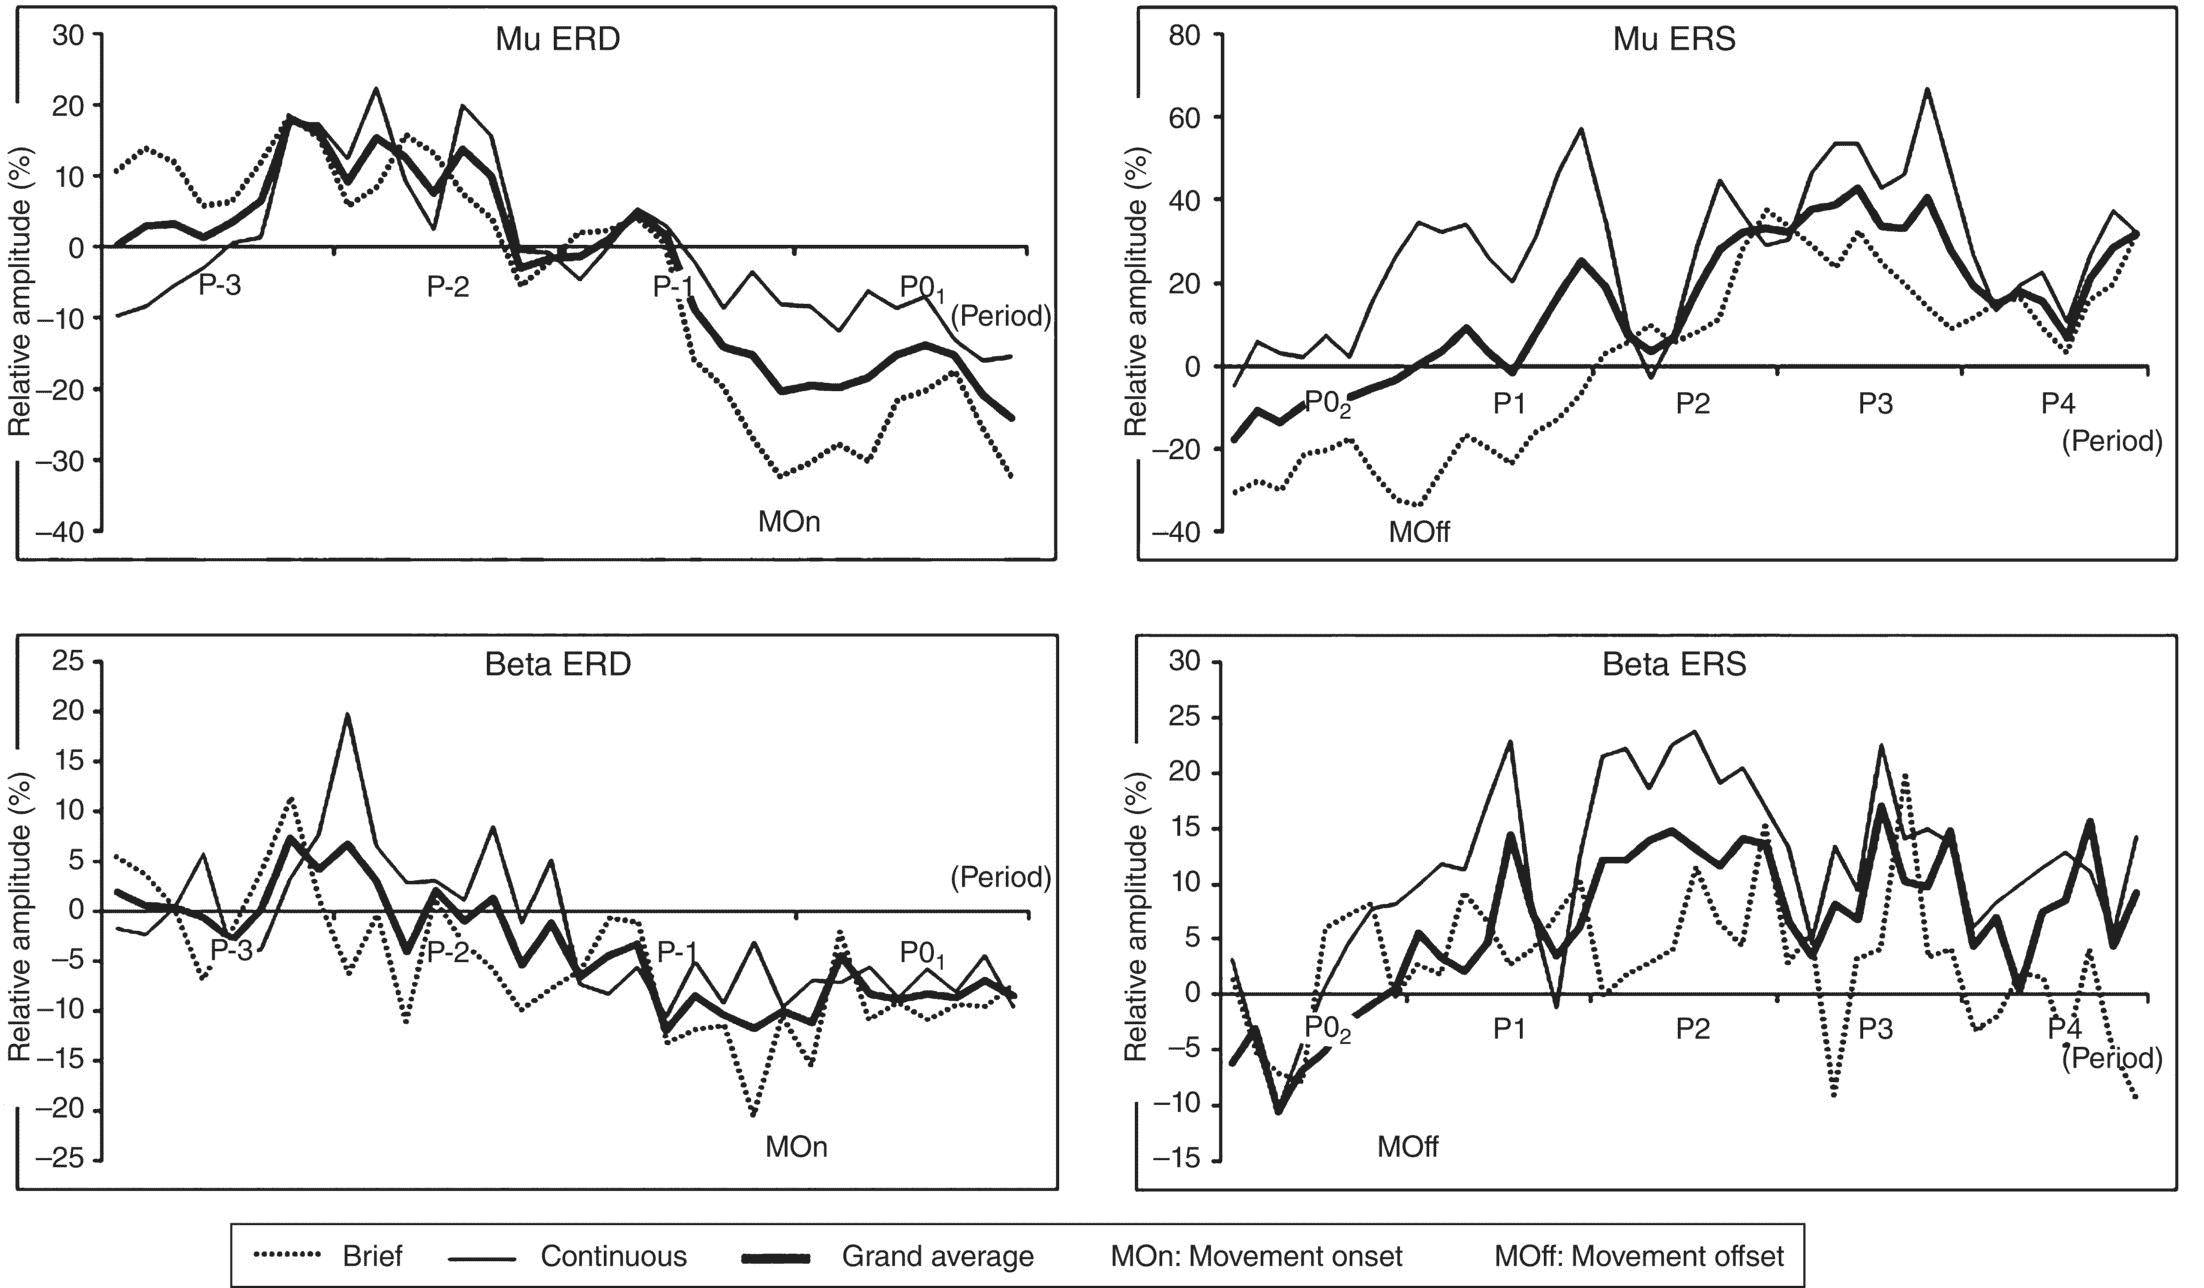 Mu ERD
Relative amplitude (%)
30
20
10
0
–10
–20
–30
–40
P-3
P-2
P-1
P0₁
(Period)
MOn
Mu ERS
Relative amplitude (%)
80
60
40
20
0
–20
–40
P0₂
P1
P2
P3
P4
(Period)
MOff
Beta ERD
Relative amplitude (%)
25
20
15
10
5
0
–5
–10
–15
–20
–25
(Period)
P-3
P-2
P-1
P0₁
MOn
Beta ERS
Relative amplitude (%)
30
25
20
15
10
5
0
–5
–10
–15
P0₂
P1
P2
P3
P4
(Period)
MOff
Brief Continuous Grand average MOn: Movement onset MOff: Movement offset